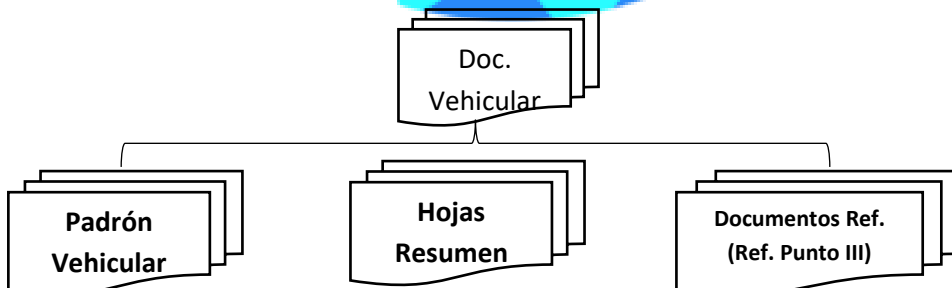 Doc.
Vehicular
Padrón
Vehicular
Hojas
Resumen
Documentos Ref.
(Ref. Punto III)